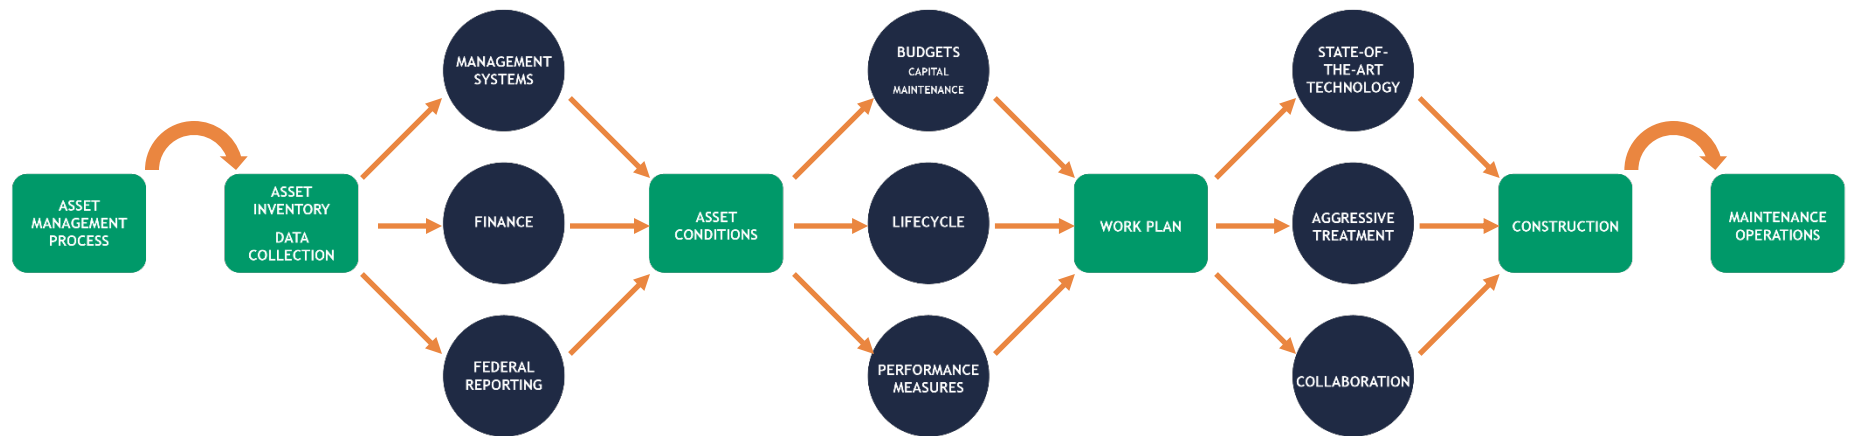 ASSET
MANAGEMENT
PROCESS
ASSET
INVENTORY
DATA
COLLECTION
MANAGEMENT
SYSTEMS
FINANCE
FEDERAL
REPORTING
ASSET
CONDITIONS
BUDGETS
CAPITAL
MAINTENANCE
LIFECYCLE
PERFORMANCE
MEASURES
WORK PLAN
STATE-OF-
THE-ART
TECHNOLOGY
AGGRESSIVE
TREATMENT
COLLABORATION
CONSTRUCTION
MAINTENANCE
OPERATIONS